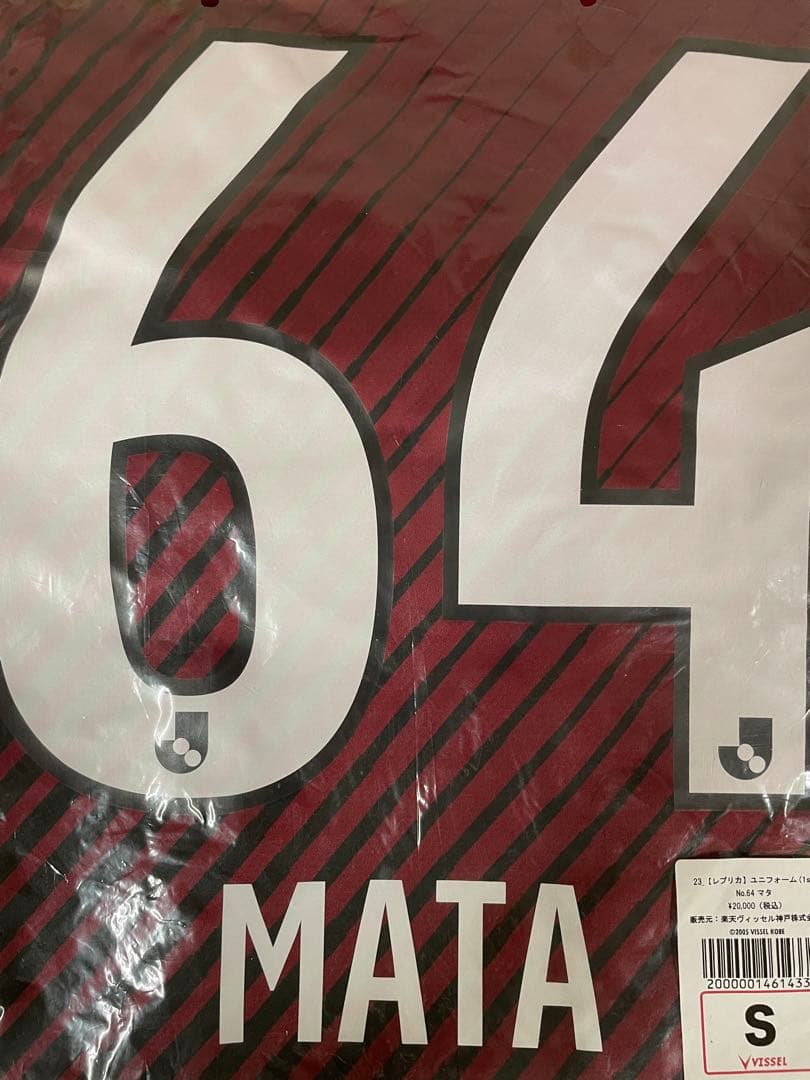 64
MATA
23_【レプリカ】ユニフォーム(1s
No.64 マタ
¥20,000(税込)
販売元:楽天ヴィッセル神戸株式会
©2005 VISSEL KOBE
2000001461433
S
VISSEL